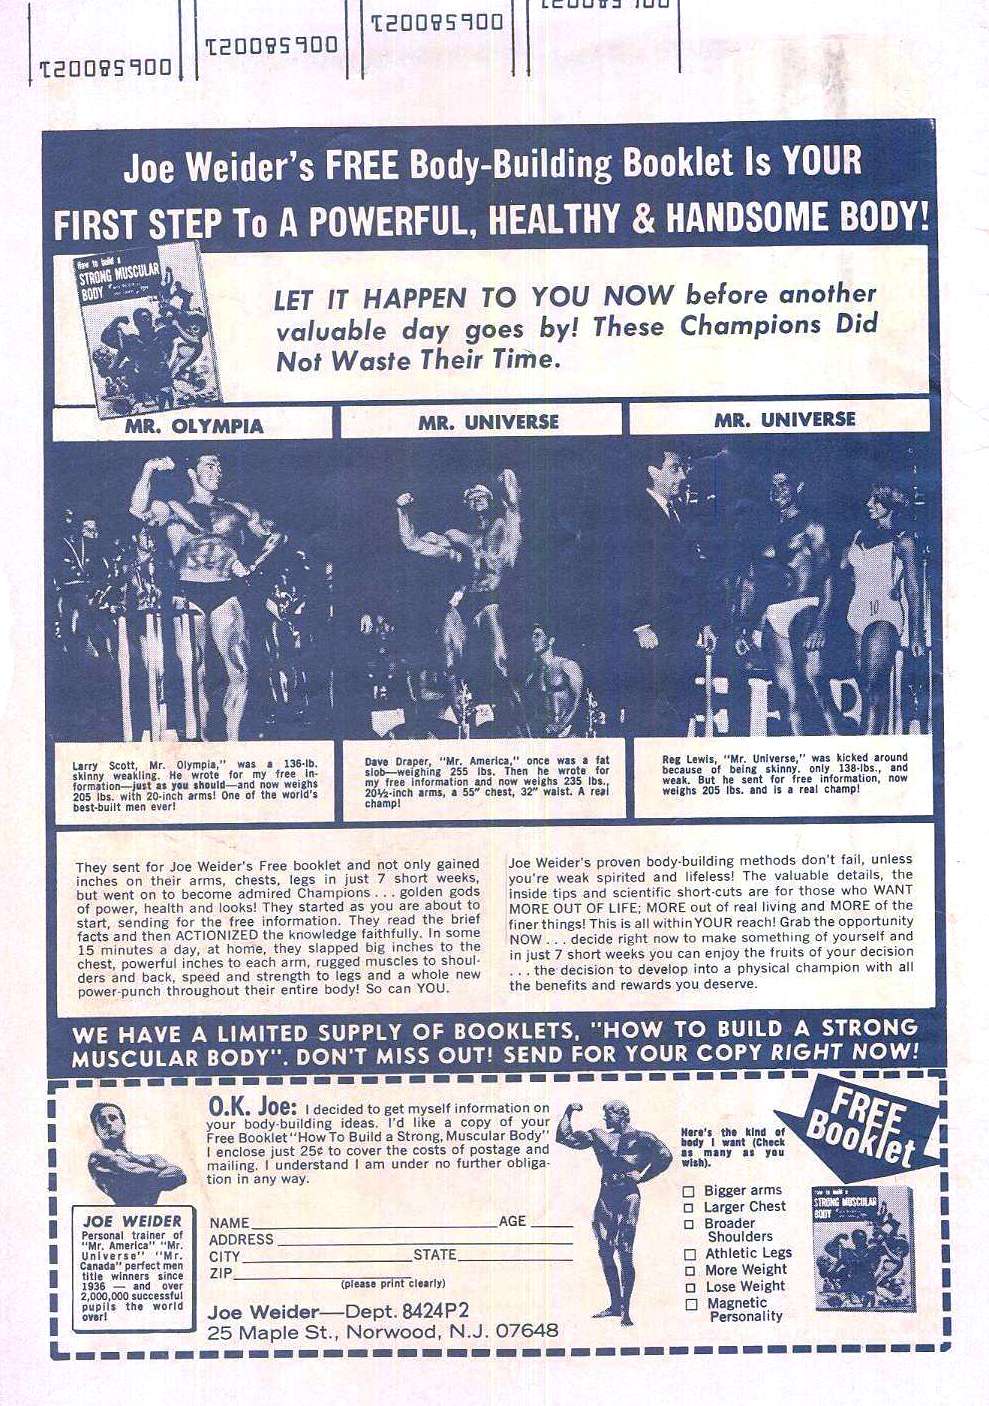 Joe Weider's FREE Body-Building Booklet Is YOUR
FIRST STEP To A POWERFUL, HEALTHY & HANDSOME BODY!
How to build a
STRONG MUSCULAR
BODY
LET IT HAPPEN TO YOU NOW before another
valuable day goes by! These Champions Did
Not Waste Their Time.
MR. OLYMPIA
MR. UNIVERSE
MR. UNIVERSE
10
Larry Scott, Mr. Olympia," was a 136-lb.
skinny weakling. He wrote for my free in-
formation—just as you should—and now weighs
205 lbs. with 20-inch arms! One of the world's
best-built men ever!
Dave Draper, "Mr. America," once was a fat
slob—weighing 255 lbs. Then he wrote for
my free information and now weighs 235 lbs.,
20½-inch arms, a 55" chest, 32" waist. A real
champ!
Reg Lewis, "Mr. Universe," was kicked around
because of being skinny. only 138-lbs., and
weak. But he sent for free information, now
weighs 205 lbs. and is a real champ!
They sent for Joe Weider's Free booklet and not only gained
inches on their arms, chests, legs in just 7 short weeks,
but went on to become admired Champions . . . golden gods
of power, health and looks! They started as you are about to
start, sending for the free information. They read the brief
facts and then ACTIONIZED the knowledge faithfully. In some
15 minutes a day, at home, they slapped big inches to the
chest, powerful inches to each arm, rugged muscles to shoul-
ders and back, speed and strength to legs and a whole new
power-punch throughout their entire body! So can YOU.
Joe Weider's proven body-building methods don't fail, unless
you're weak spirited and lifeless! The valuable details, the
inside tips and scientific short-cuts are for those who WANT
MORE OUT OF LIFE; MORE out of real living and MORE of the
finer things! This is all within YOUR reach! Grab the opportunity
NOW . . . decide right now to make something of yourself and
in just 7 short weeks you can enjoy the fruits of your decision
. . . the decision to develop into a physical champion with all
the benefits and rewards you deserve.
WE HAVE A LIMITED SUPPLY OF BOOKLETS, "HOW TO BUILD A STRONG
MUSCULAR BODY". DON'T MISS OUT! SEND FOR YOUR COPY RIGHT NOW!
O.K. Joe: I decided to get myself information on
your body-building ideas. I'd like a copy of your
Free Booklet "How To Build a Strong, Muscular Body"
I enclose just 25¢ to cover the costs of postage and
mailing. I understand I am under no further obliga-
tion in any way.
NAME AGE
ADDRESS
CITY STATE
ZIP
(please print clearly)
Joe Weider—Dept. 8424P2
25 Maple St., Norwood, N.J. 07648
JOE WEIDER
Personal trainer of
"Mr. America" "Mr.
Universe" "Mr.
Canada" perfect men
title winners since
1936 — and over
2,000,000 successful
pupils the world
over!
Here's the kind of
body I want (Check
as many as you
wish).
Bigger arms
Larger Chest
Broader
Shoulders
Athletic Legs
More Weight
Lose Weight
Magnetic
Personality
FREE
Booklet
STRONG MUSCULAR
BODY